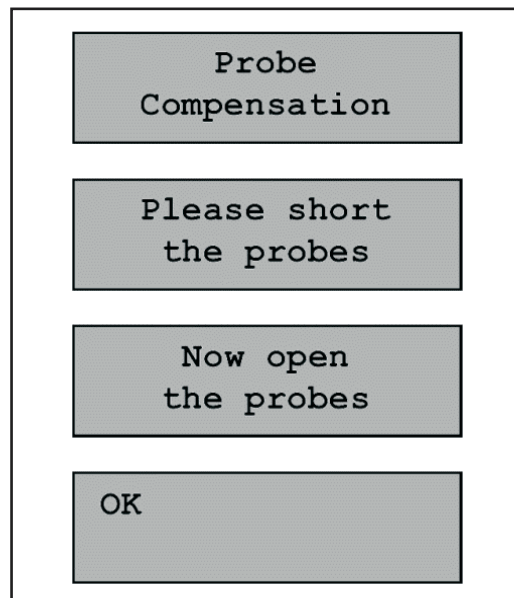 Probe
Compensation
Please short
the probes
Now open
the probes
OK